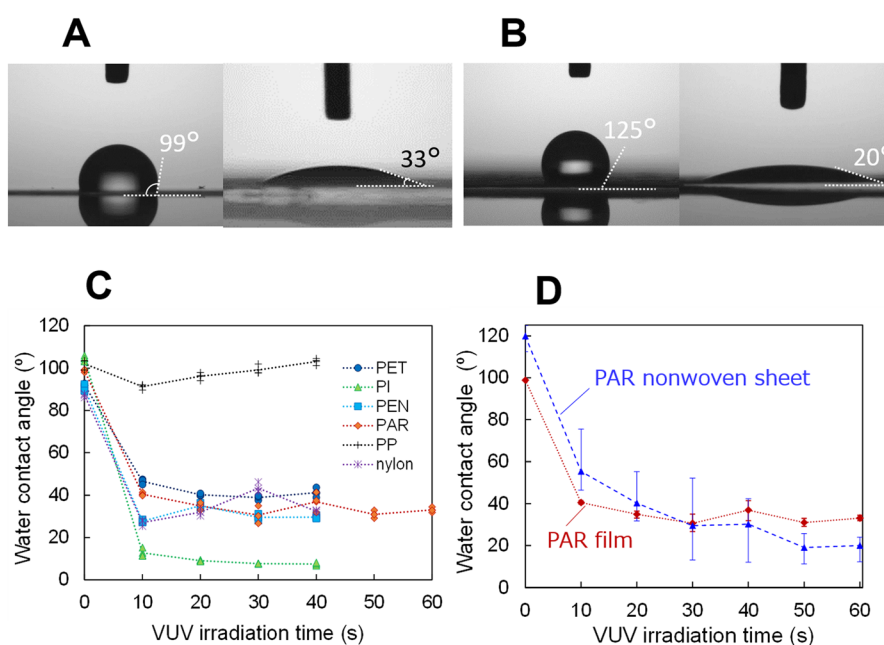 A
B
99°
33°
125°
20°
C
D
120
100
80
60
40
20
0
Water contact angle (º)
0 10 20 30 40 50 60
VUV irradiation time (s)
PET
PI
PEN
PAR
PP
nylon
120
100
80
60
40
20
0
Water contact angle (º)
0 10 20 30 40 50 60
VUV irradiation time (s)
PAR nonwoven sheet
PAR film